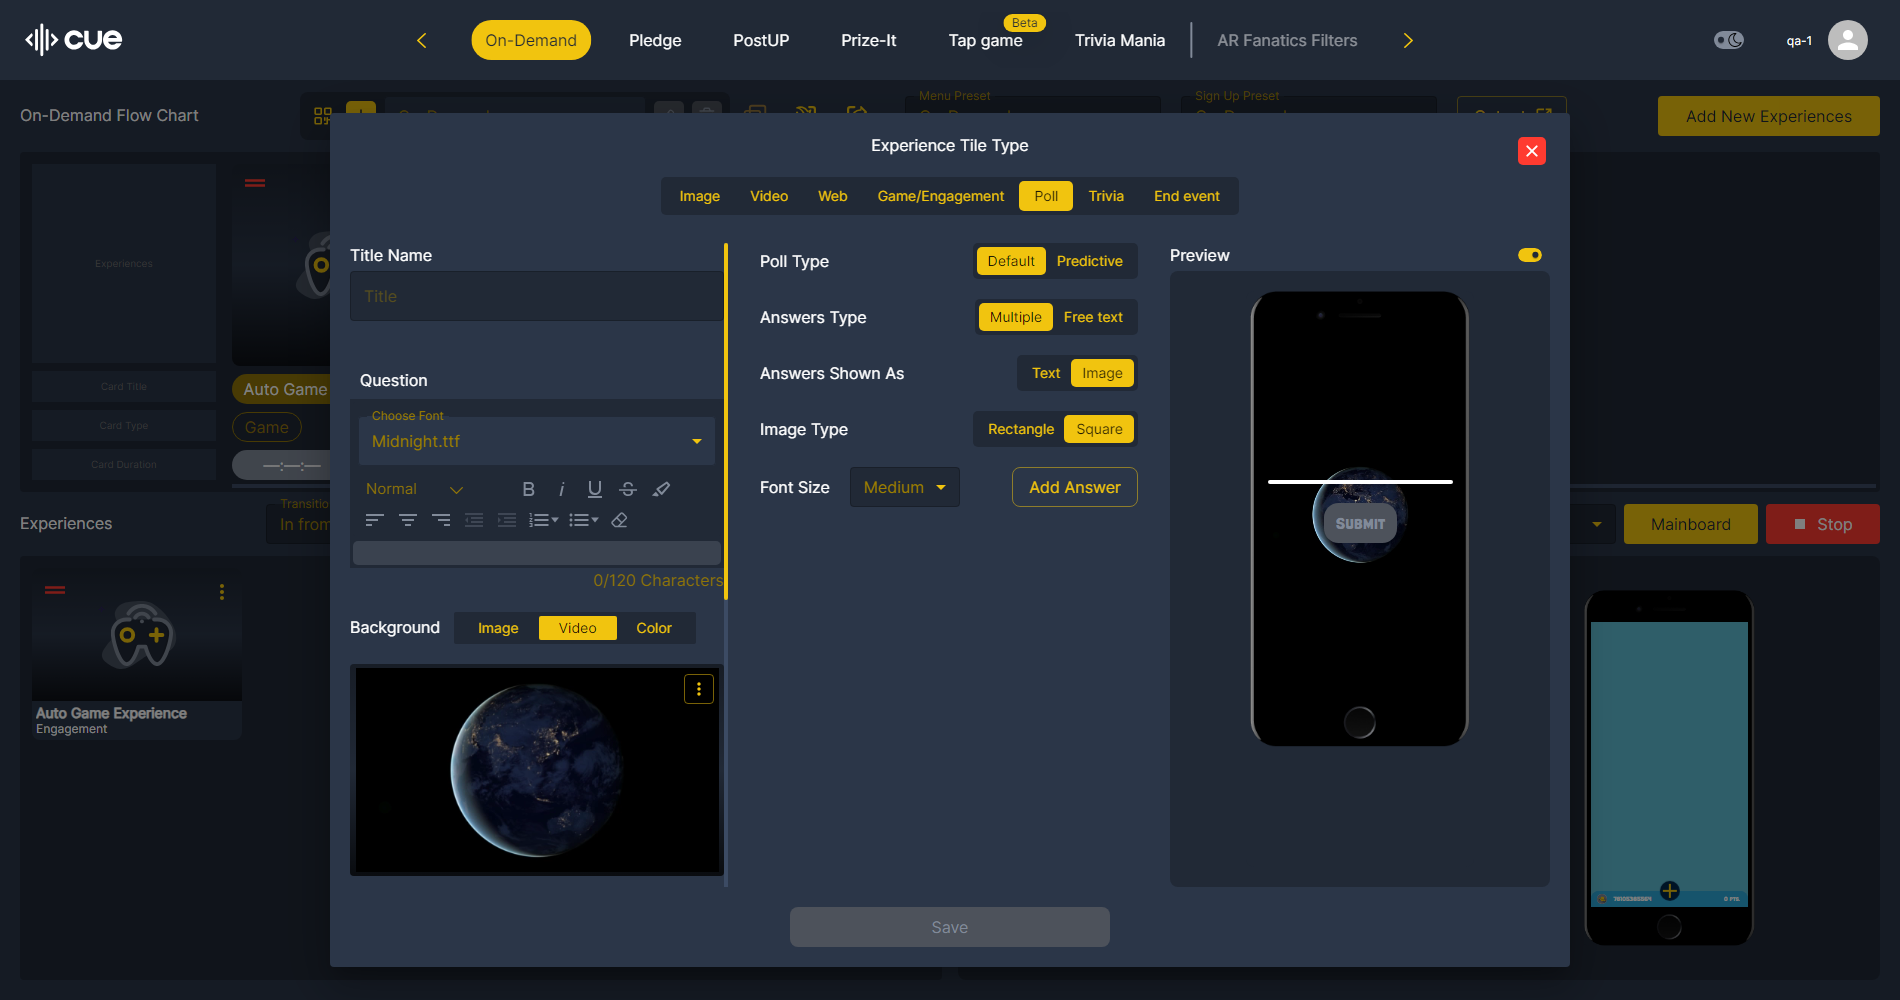 cue
On-Demand
Pledge
PostUP
Prize-It
Tap game
Beta
Trivia Mania
AR Fanatics Filters
qa-1
On-Demand Flow Chart
Menu Preset
Sign Up Preset
Add New Experiences
Experience Tile Type
Image
Video
Web
Game/Engagement
Poll
Trivia
End event
Experiences
Card Title
Card Type
Card Duration
Auto Game
Game
—:—:—
Title Name
Title
Question
Choose Font
Midnight.ttf
Normal
0/120 Characters
Background
Image
Video
Color
Poll Type
Default
Predictive
Answers Type
Multiple
Free text
Answers Shown As
Text
Image
Image Type
Rectangle
Square
Font Size
Medium
Add Answer
Preview
SUBMIT
Save
Experiences
In from
Mainboard
Stop
Auto Game Experience
Engagement
0 PTS